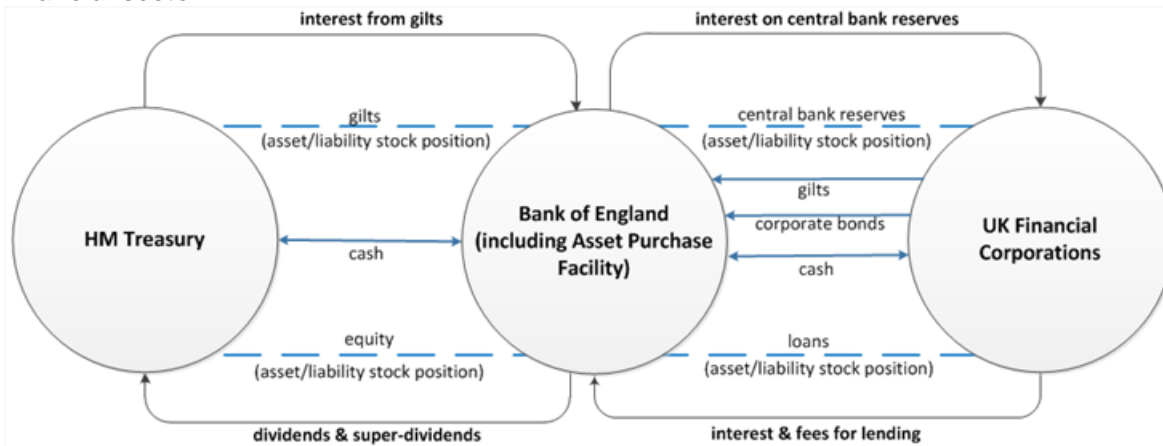 interest from gilts
interest on central bank reserves
gilts
(asset/liability stock position)
central bank reserves
(asset/liability stock position)
gilts
HM Treasury
Bank of England
(including Asset Purchase
Facility)
corporate bonds
UK Financial
Corporations
cash
cash
equity
(asset/liability stock position)
loans
(asset/liability stock position)
dividends & super-dividends
interest & fees for lending